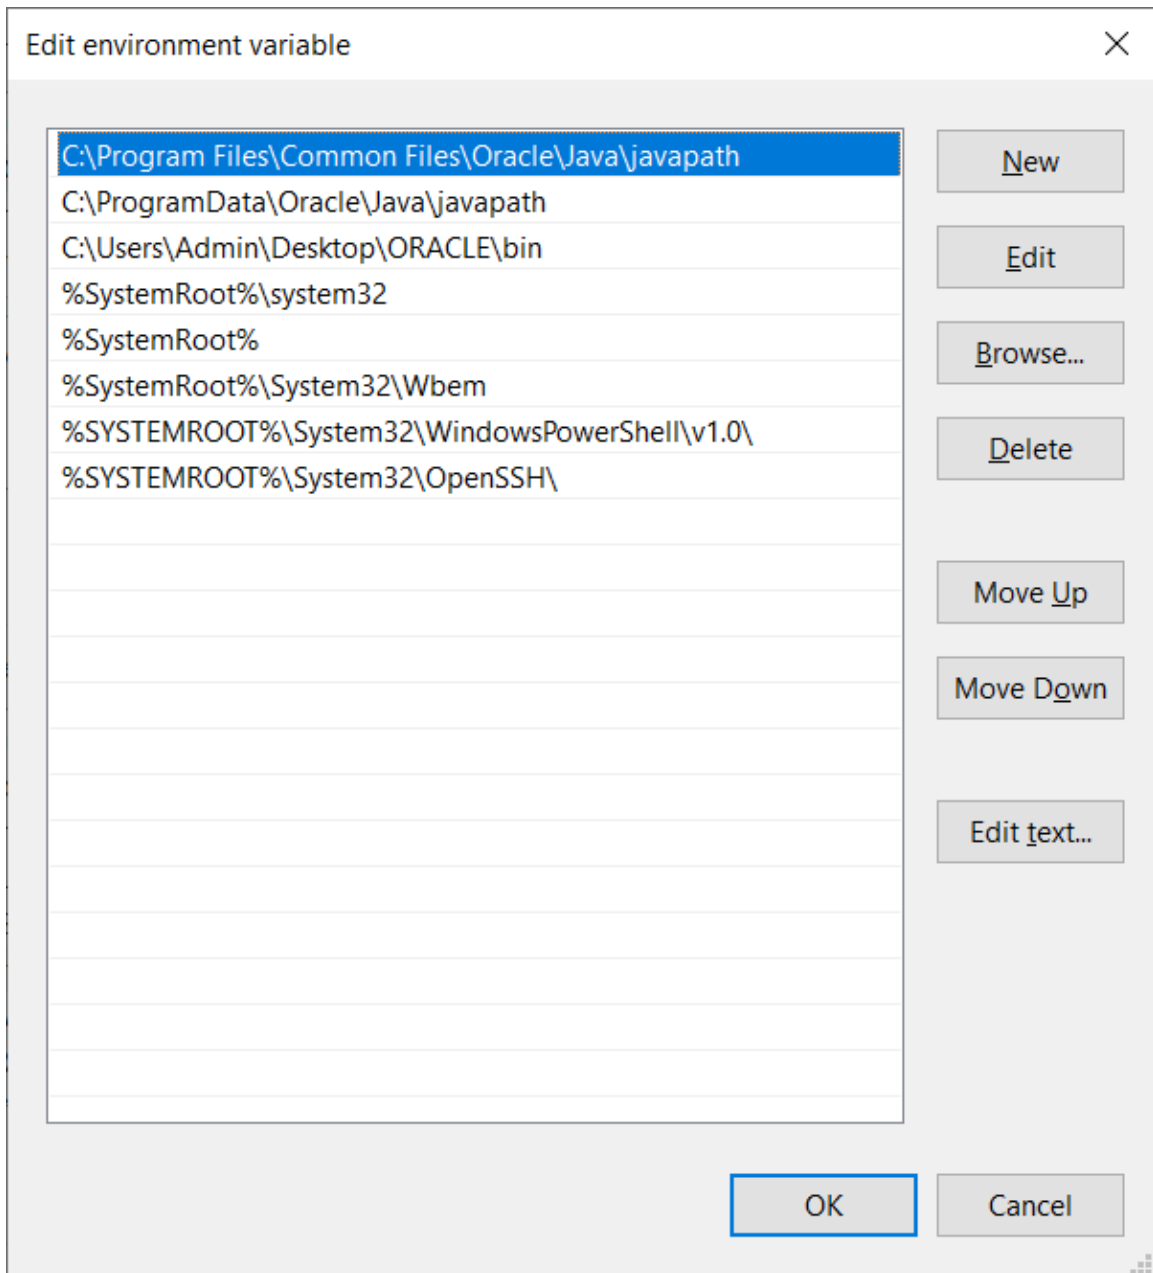 Edit environment variable
C:\Program Files\Common Files\Oracle\Java\javapath
C:\ProgramData\Oracle\Java\javapath
C:\Users\Admin\Desktop\ORACLE\bin
%SystemRoot%\system32
%SystemRoot%
%SystemRoot%\System32\Wbem
%SYSTEMROOT%\System32\WindowsPowerShell\v1.0\
%SYSTEMROOT%\System32\OpenSSH\
New
Edit
Browse...
Delete
Move Up
Move Down
Edit text...
OK
Cancel